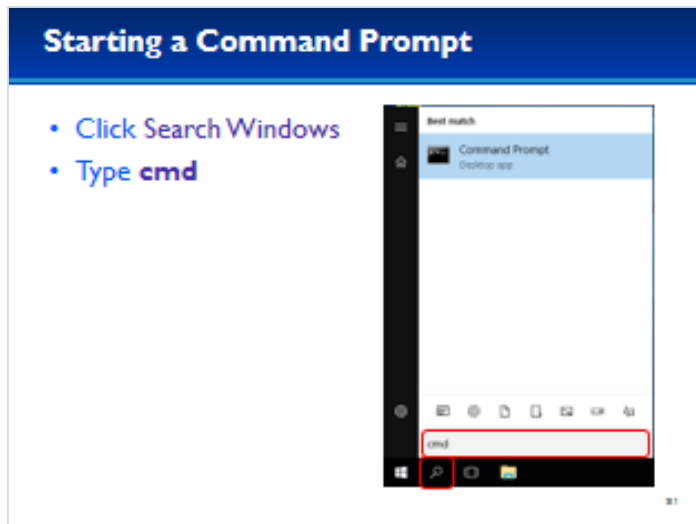 Starting a Command Prompt
• Click Search Windows
• Type cmd
Best match
Command Prompt
Desktop app
cmd